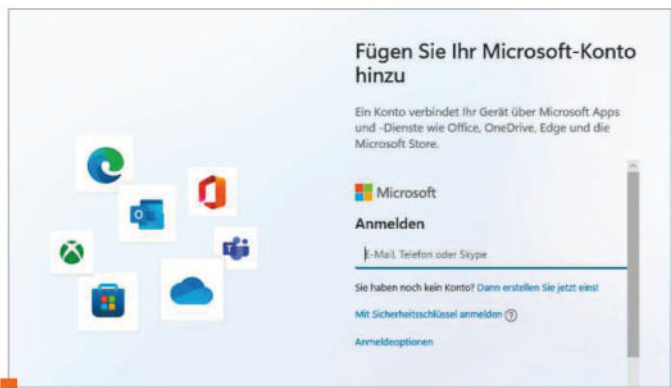 Fügen Sie Ihr Microsoft-Konto
hinzu
Ein Konto verbindet Ihr Gerät über Microsoft Apps
und -Dienste wie Office, OneDrive, Edge und die
Microsoft Store.
Microsoft
Anmelden
E-Mail, Telefon oder Skype
Sie haben noch kein Konto? Dann erstellen Sie jetzt eins!
Mit Sicherheitsschlüssel anmelden ?
Anmeldeoptionen